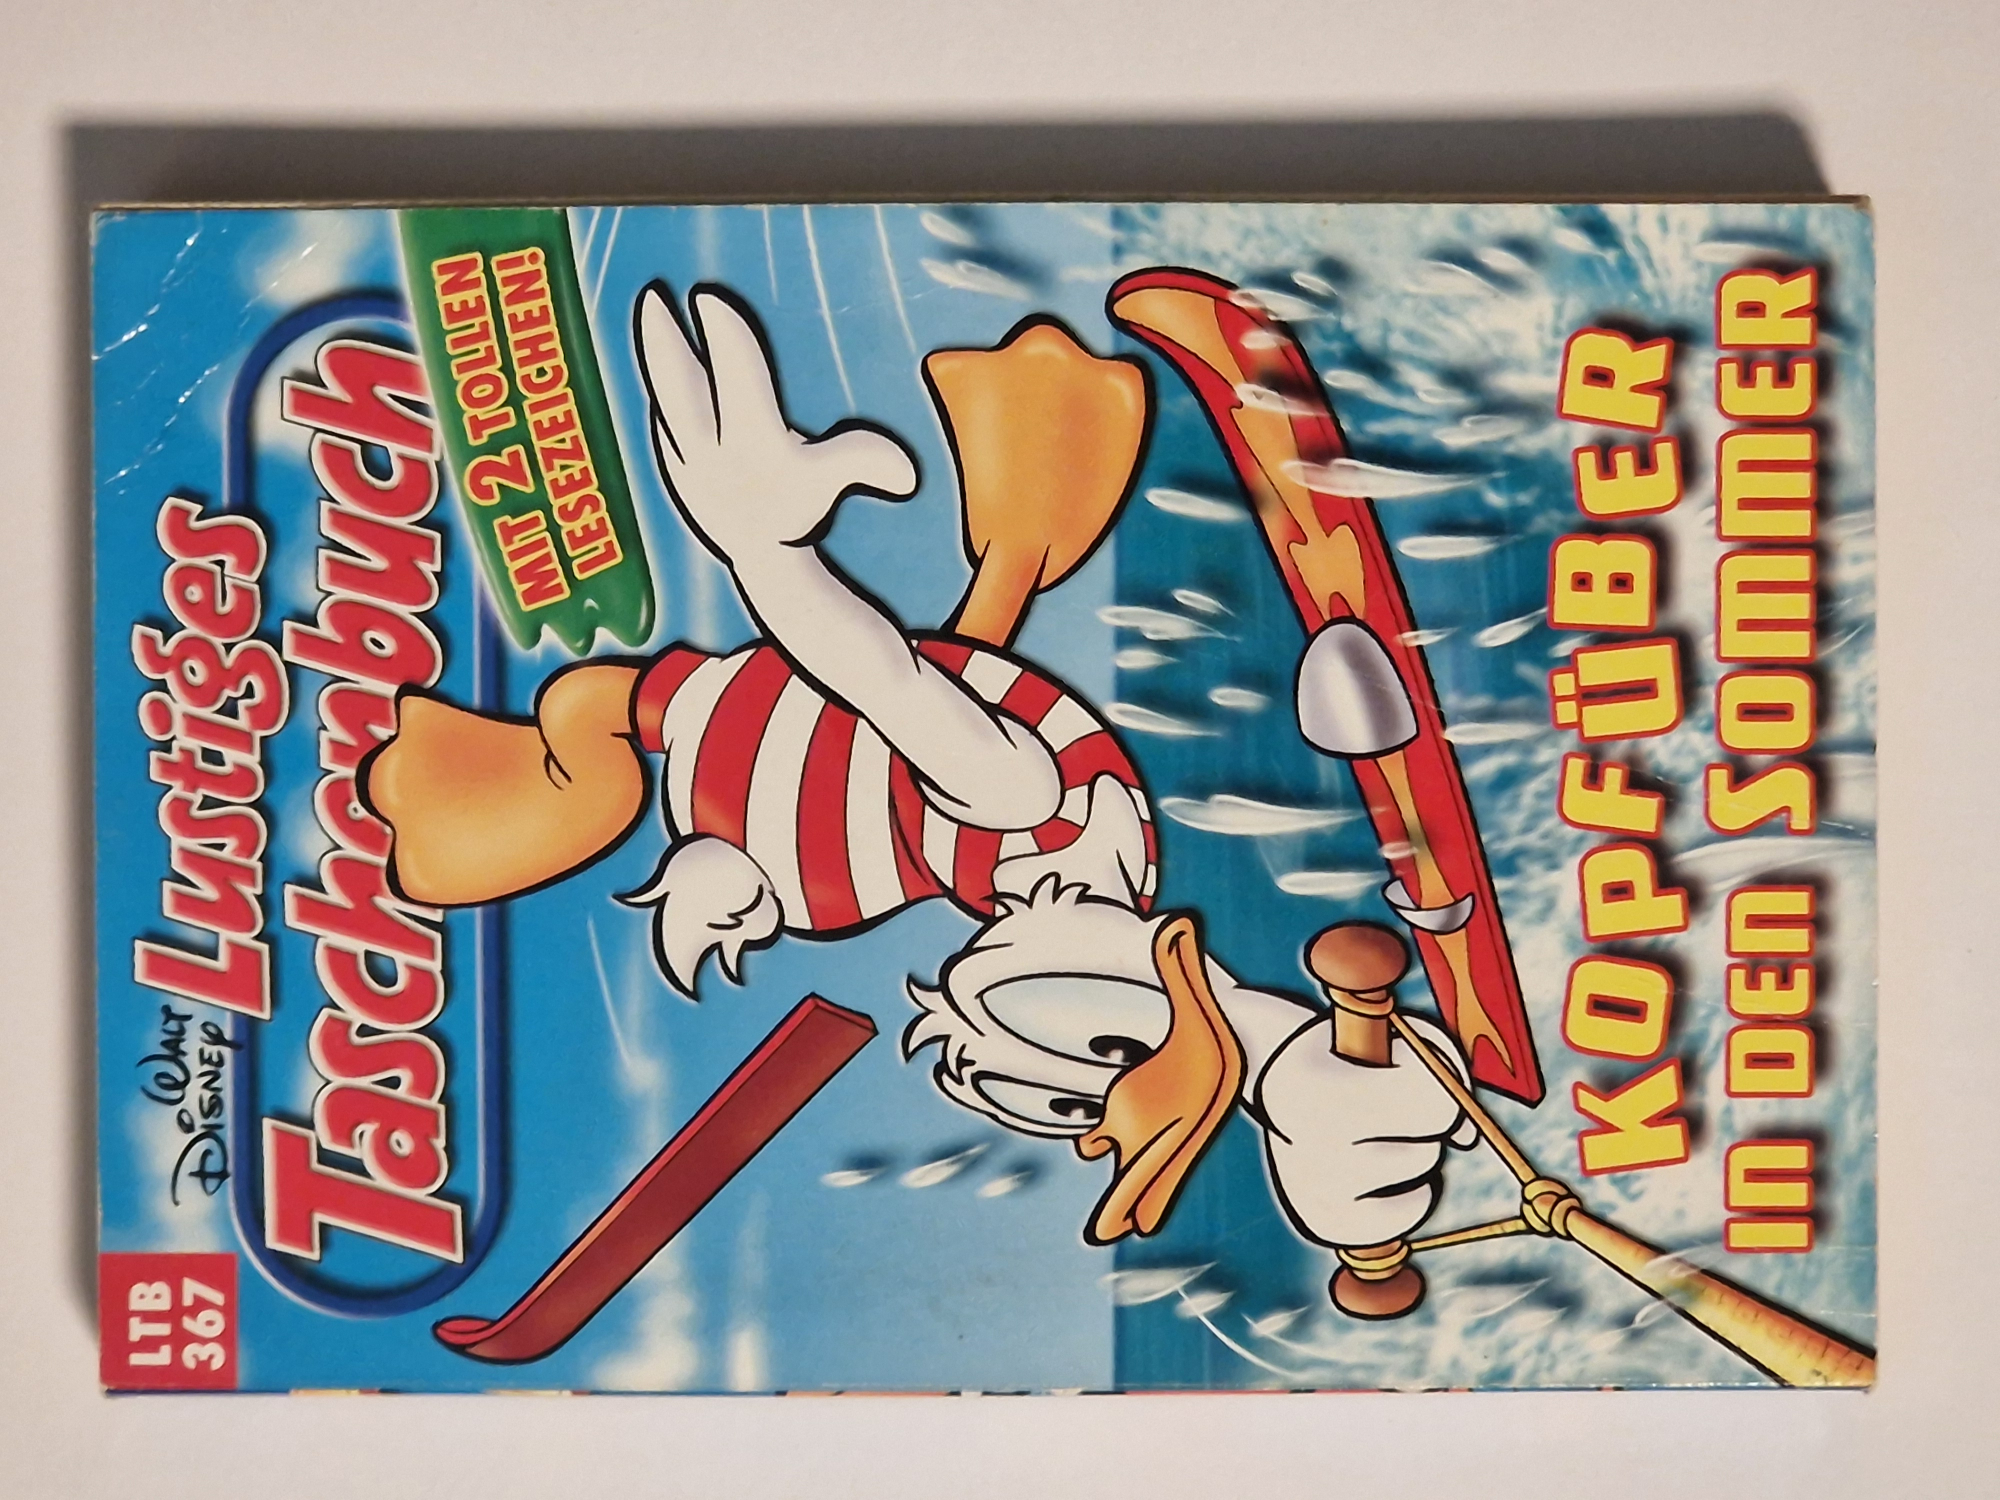 LTB
367
WALT
DISNEY
Lustiges
Taschenbuch
MIT 2 TOLLEN
LESEZEICHEN!
KOPFÜBER
IN DEN SOMMER